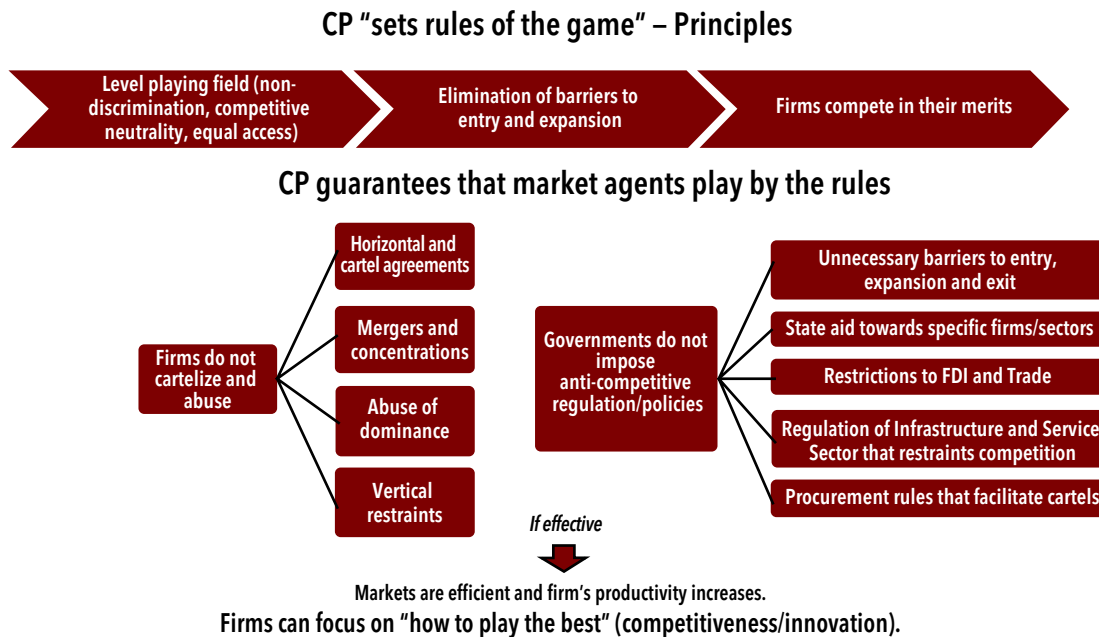 CP “sets rules of the game” – Principles
Level playing field (non-
discrimination, competitive
neutrality, equal access)
Elimination of barriers to
entry and expansion
Firms compete in their merits
CP guarantees that market agents play by the rules
Firms do not
cartelize and
abuse
Horizontal and
cartel agreements
Mergers and
concentrations
Abuse of
dominance
Vertical
restraints
Governments do not
impose
anti-competitive
regulation/policies
Unnecessary barriers to entry,
expansion and exit
State aid towards specific firms/sectors
Restrictions to FDI and Trade
Regulation of Infrastructure and Service
Sector that restraints competition
Procurement rules that facilitate cartels
If effective
Markets are efficient and firm’s productivity increases.
Firms can focus on “how to play the best” (competitiveness/innovation).